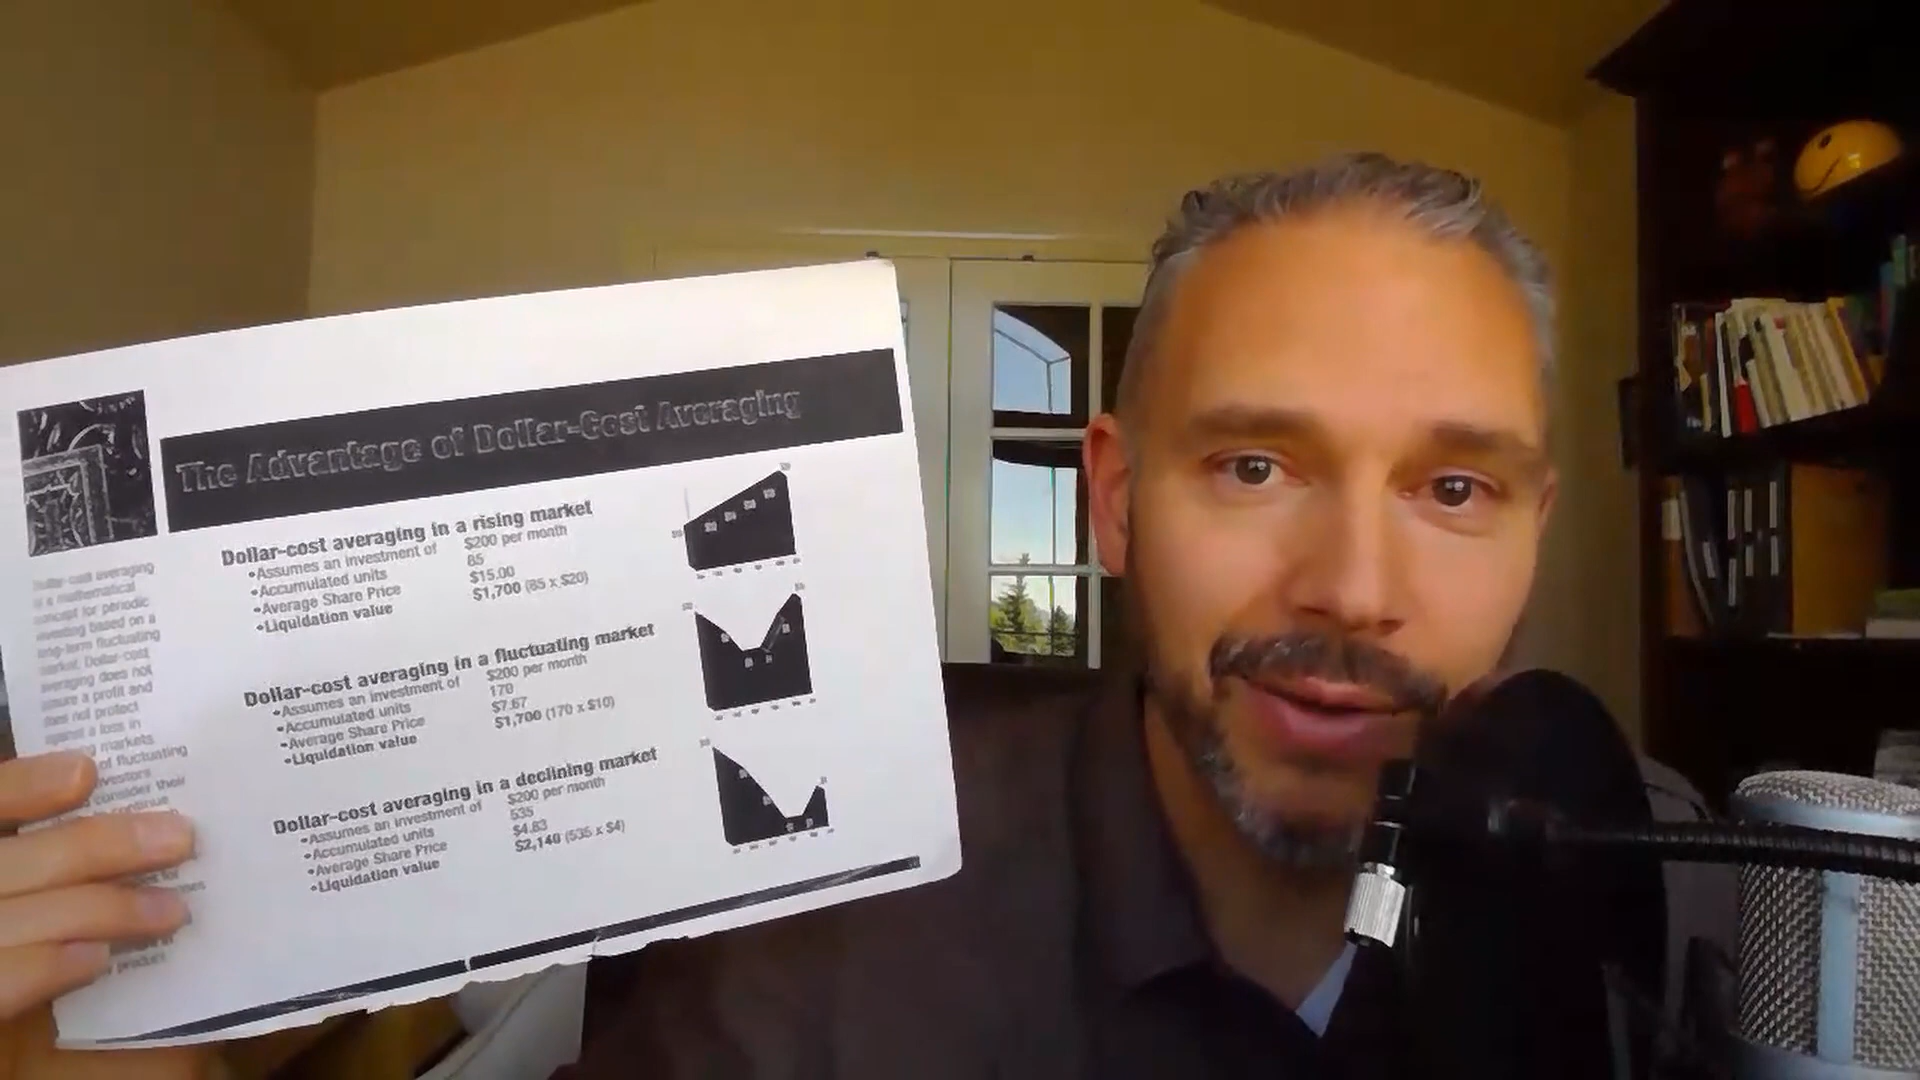 The Advantage of Dollar-Cost Averaging
Dollar-cost averaging in a rising market
•Assumes an investment of $200 per month
•Accumulated units 85
•Average Share Price $15.00
•Liquidation value $1,700 (85 x $20)
Dollar-cost averaging in a fluctuating market
•Assumes an investment of $200 per month
•Accumulated units 170
•Average Share Price $7.67
•Liquidation value $1,700 (170 x $10)
Dollar-cost averaging in a declining market
•Assumes an investment of $200 per month
•Accumulated units 535
•Average Share Price $4.83
•Liquidation value $2,140 (535 x $4)
Dollar-cost averaging
is a mathematical
concept for periodic
investing based on a
long-term fluctuating
market. Dollar-cost
averaging does not
assure a profit and
does not protect
against a loss in
markets.
of fluctuating
consider their
continue